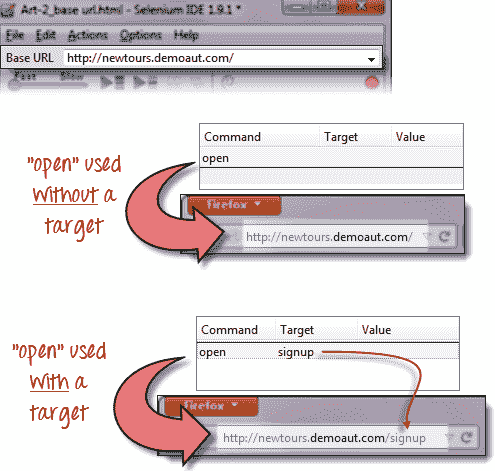 Art-2_base url.html - Selenium IDE 1.9.1 *
File Edit Actions Options Help
Base URL http://newtours.demoaut.com/
Fast Slow
Command Target Value
open
"open" used
without a
target
firefox
http://newtours.demoaut.com/
Command Target Value
open signup
"open" used
with a
target
firefox
http://newtours.demoaut.com/signup